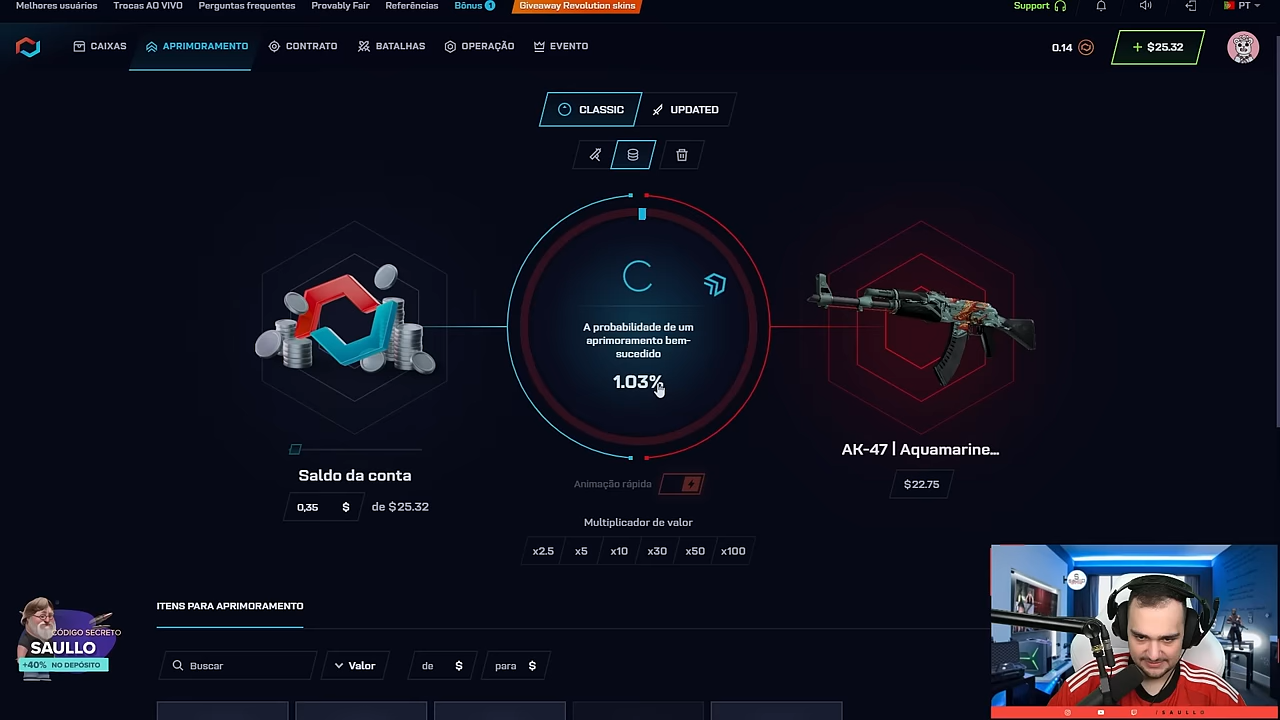 Melhores usuários
Trocas AO VIVO
Perguntas frequentes
Provably Fair
Referências
Bônus
Giveaway Revolution skins
Support
PT
CAIXAS
APRIMORAMENTO
CONTRATO
BATALHAS
OPERAÇÃO
EVENTO
0.14
+ $25.32
CLASSIC
UPDATED
A probabilidade de um
aprimoramento bem-
sucedido
1.03%
AK-47 | Aquamarine...
$22.75
Saldo da conta
0,35 $
de $25.32
Animação rápida
Multiplicador de valor
x2.5
x5
x10
x30
x50
x100
ITENS PARA APRIMORAMENTO
Buscar
Valor
de $
para $
CÓDIGO SECRETO
SAULLO
+40% NO DEPÓSITO
/SAULLO